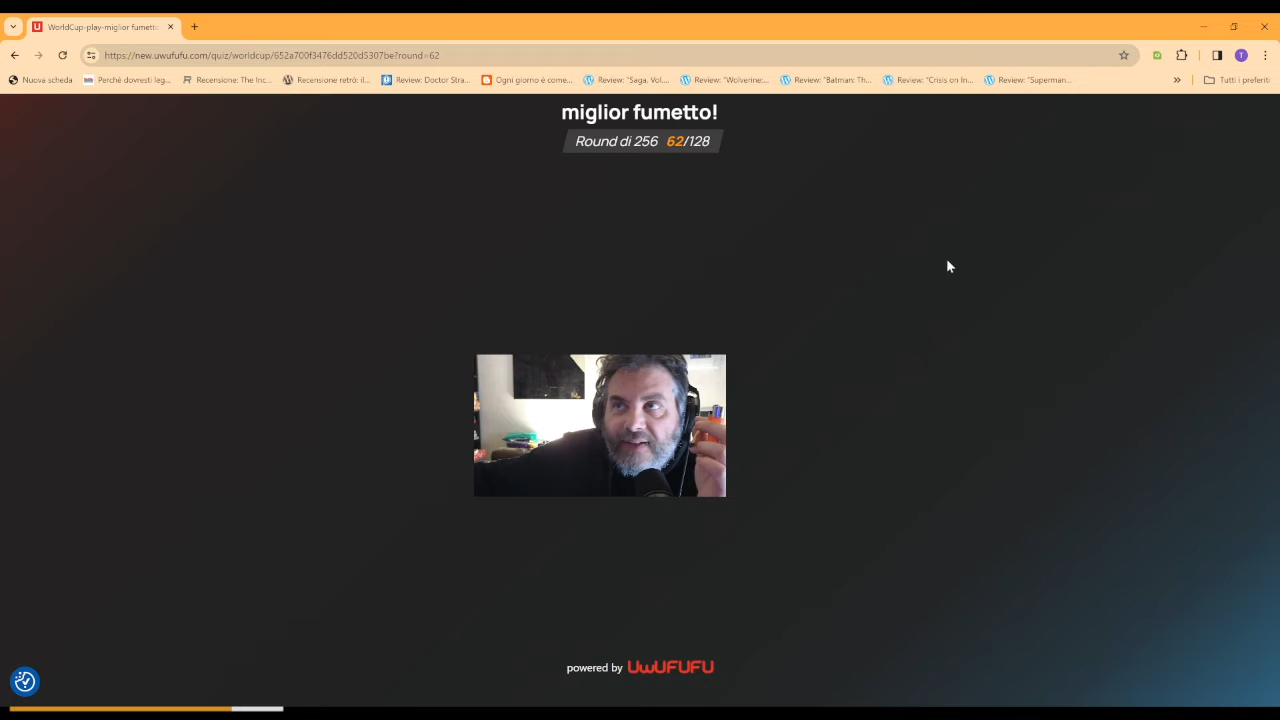 WorldCup-play-miglior fumetto
https://new.uwufufu.com/quiz/worldcup/652a700f3476dd520d5307be?round=62
T
Nuova scheda
Perché dovresti leg...
Recensione: The Inc...
Recensione retrò: il...
Review: Doctor Stra...
Ogni giorno è come...
Review: "Saga, Vol....
Review: "Wolverine:...
Review: "Batman: Th...
Review: "Crisis on In...
Review: "Superman...
Tutti i preferiti
miglior fumetto!
Round di 256 62/128
powered by UwUFUFU